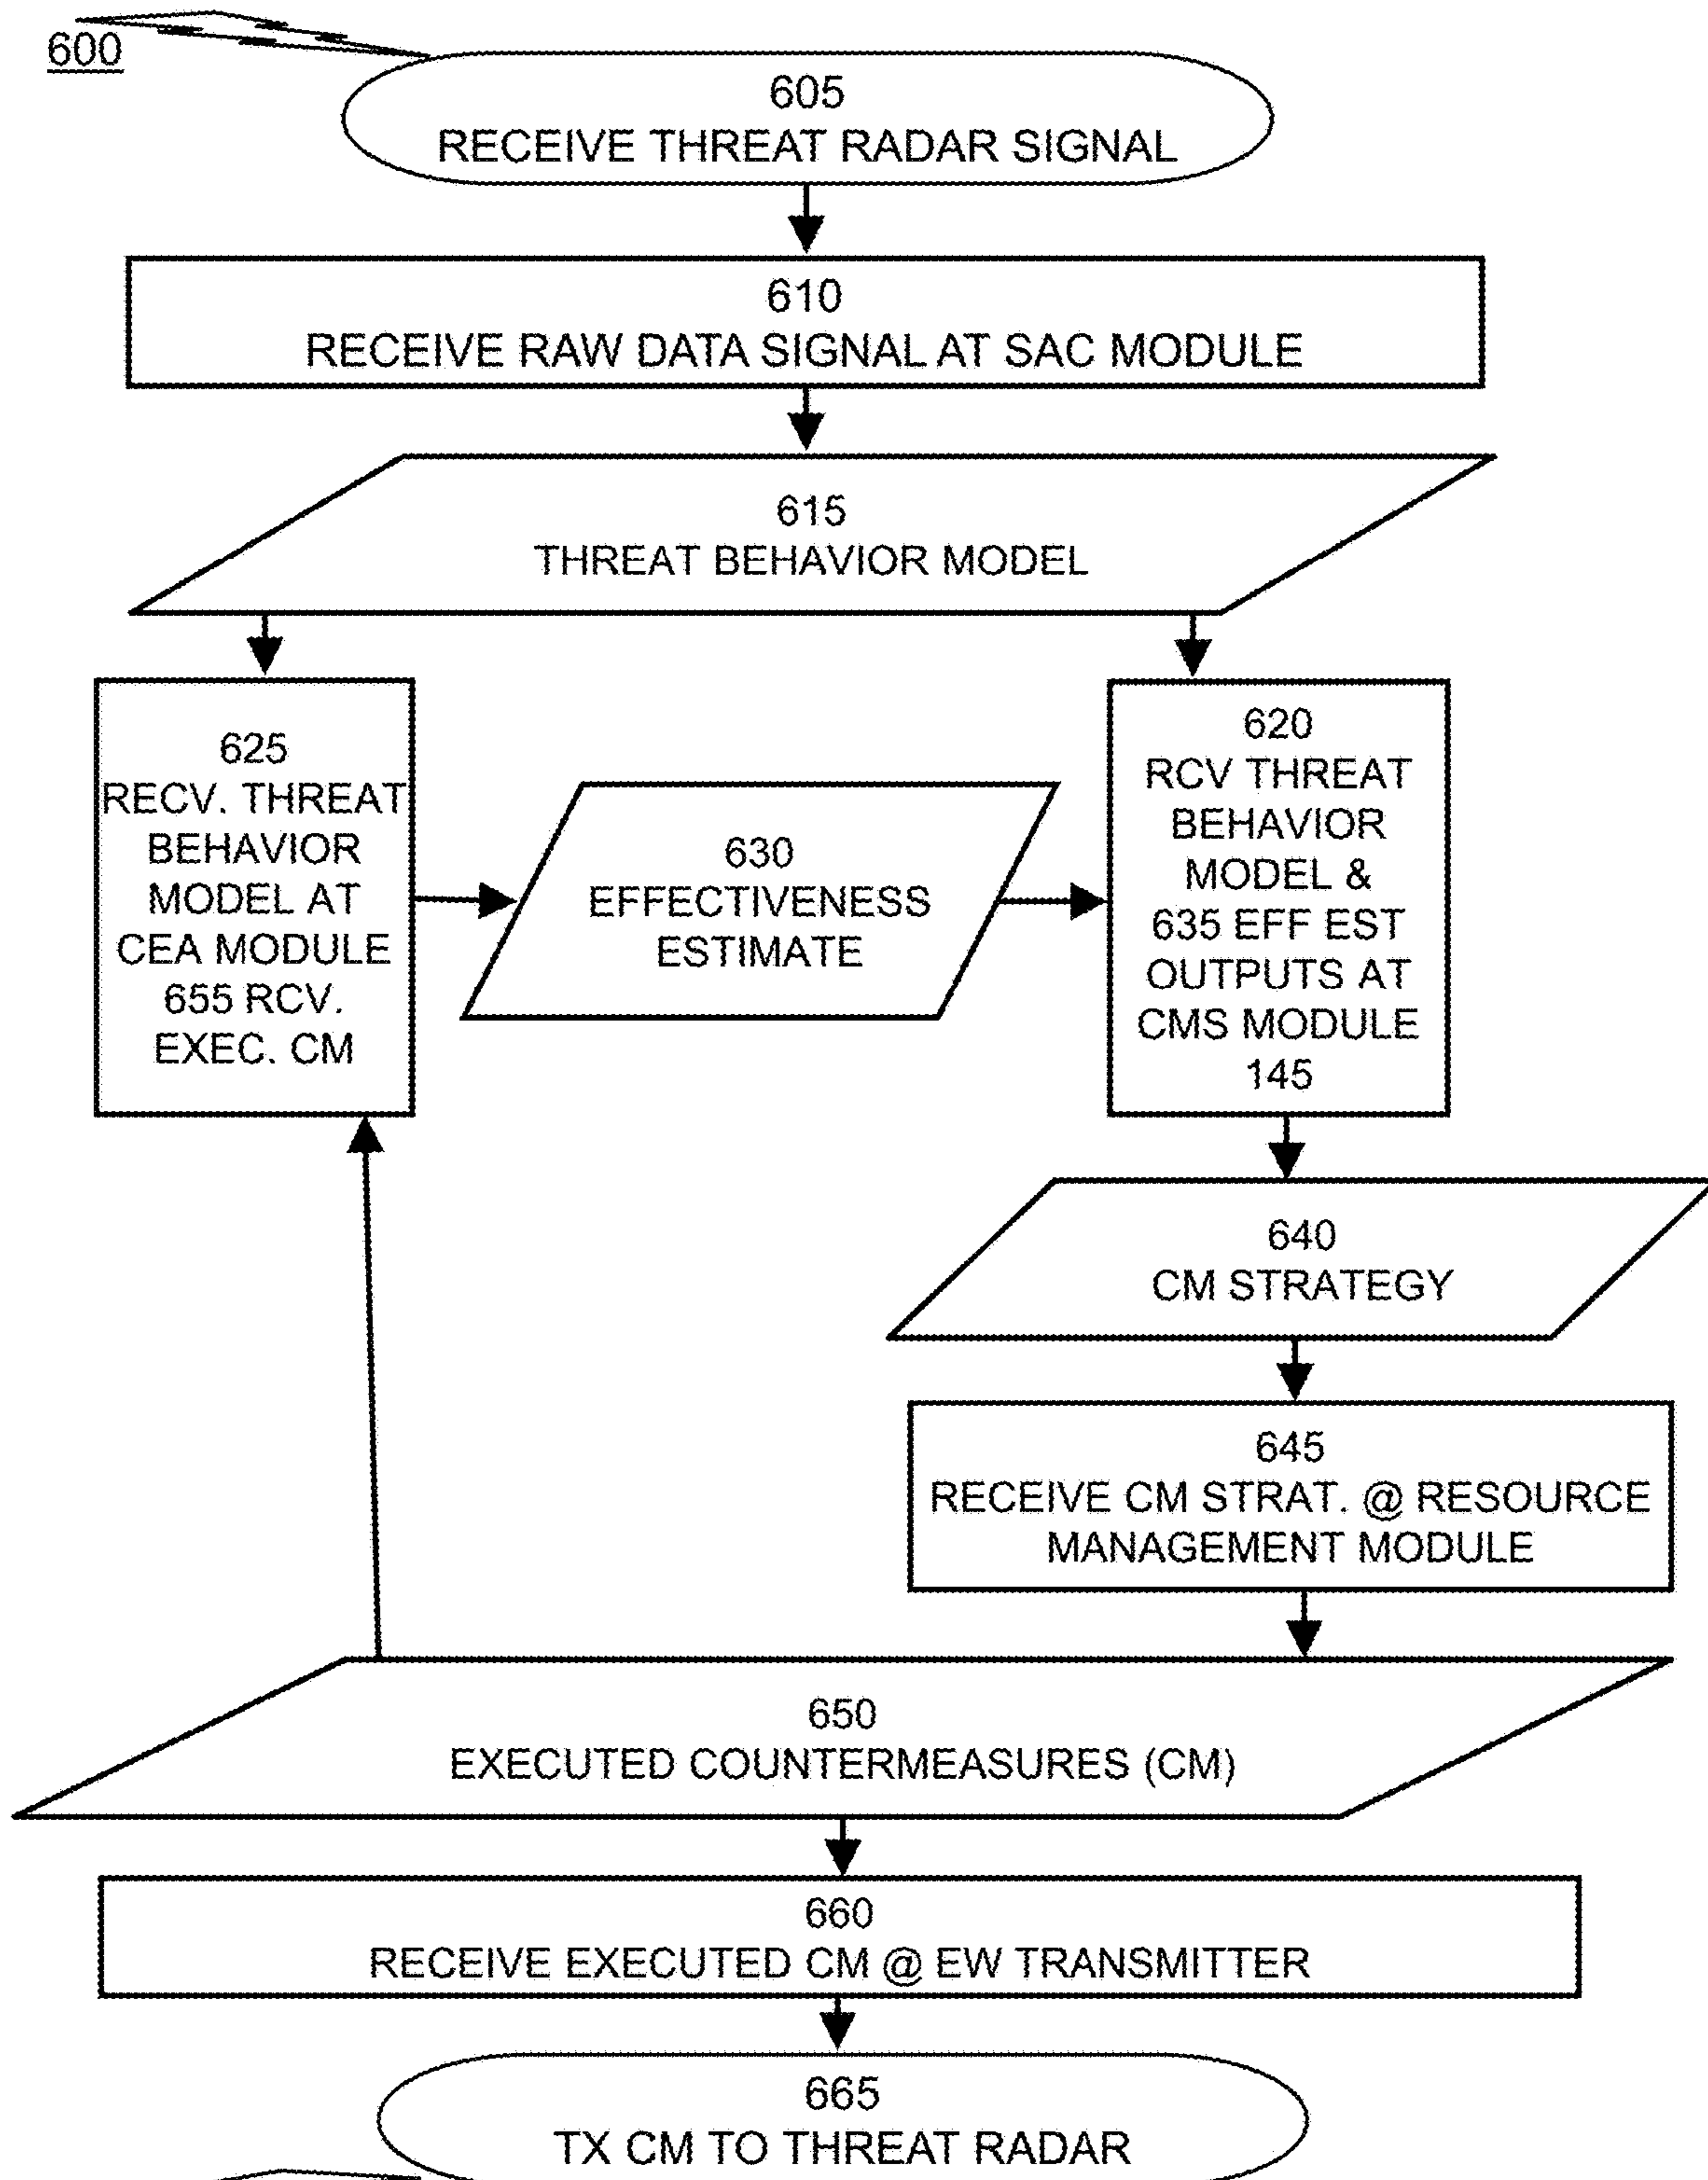 600
605
RECEIVE THREAT RADAR SIGNAL
610
RECEIVE RAW DATA SIGNAL AT SAC MODULE
615
THREAT BEHAVIOR MODEL
625
RECV. THREAT
BEHAVIOR
MODEL AT
CEA MODULE
655 RCV.
EXEC. CM
630
EFFECTIVENESS
ESTIMATE
620
RCV THREAT
BEHAVIOR
MODEL &
635 EFF EST
OUTPUTS AT
CMS MODULE
145
640
CM STRATEGY
645
RECEIVE CM STRAT. @ RESOURCE
MANAGEMENT MODULE
650
EXECUTED COUNTERMEASURES (CM)
660
RECEIVE EXECUTED CM @ EW TRANSMITTER
665
TX CM TO THREAT RADAR